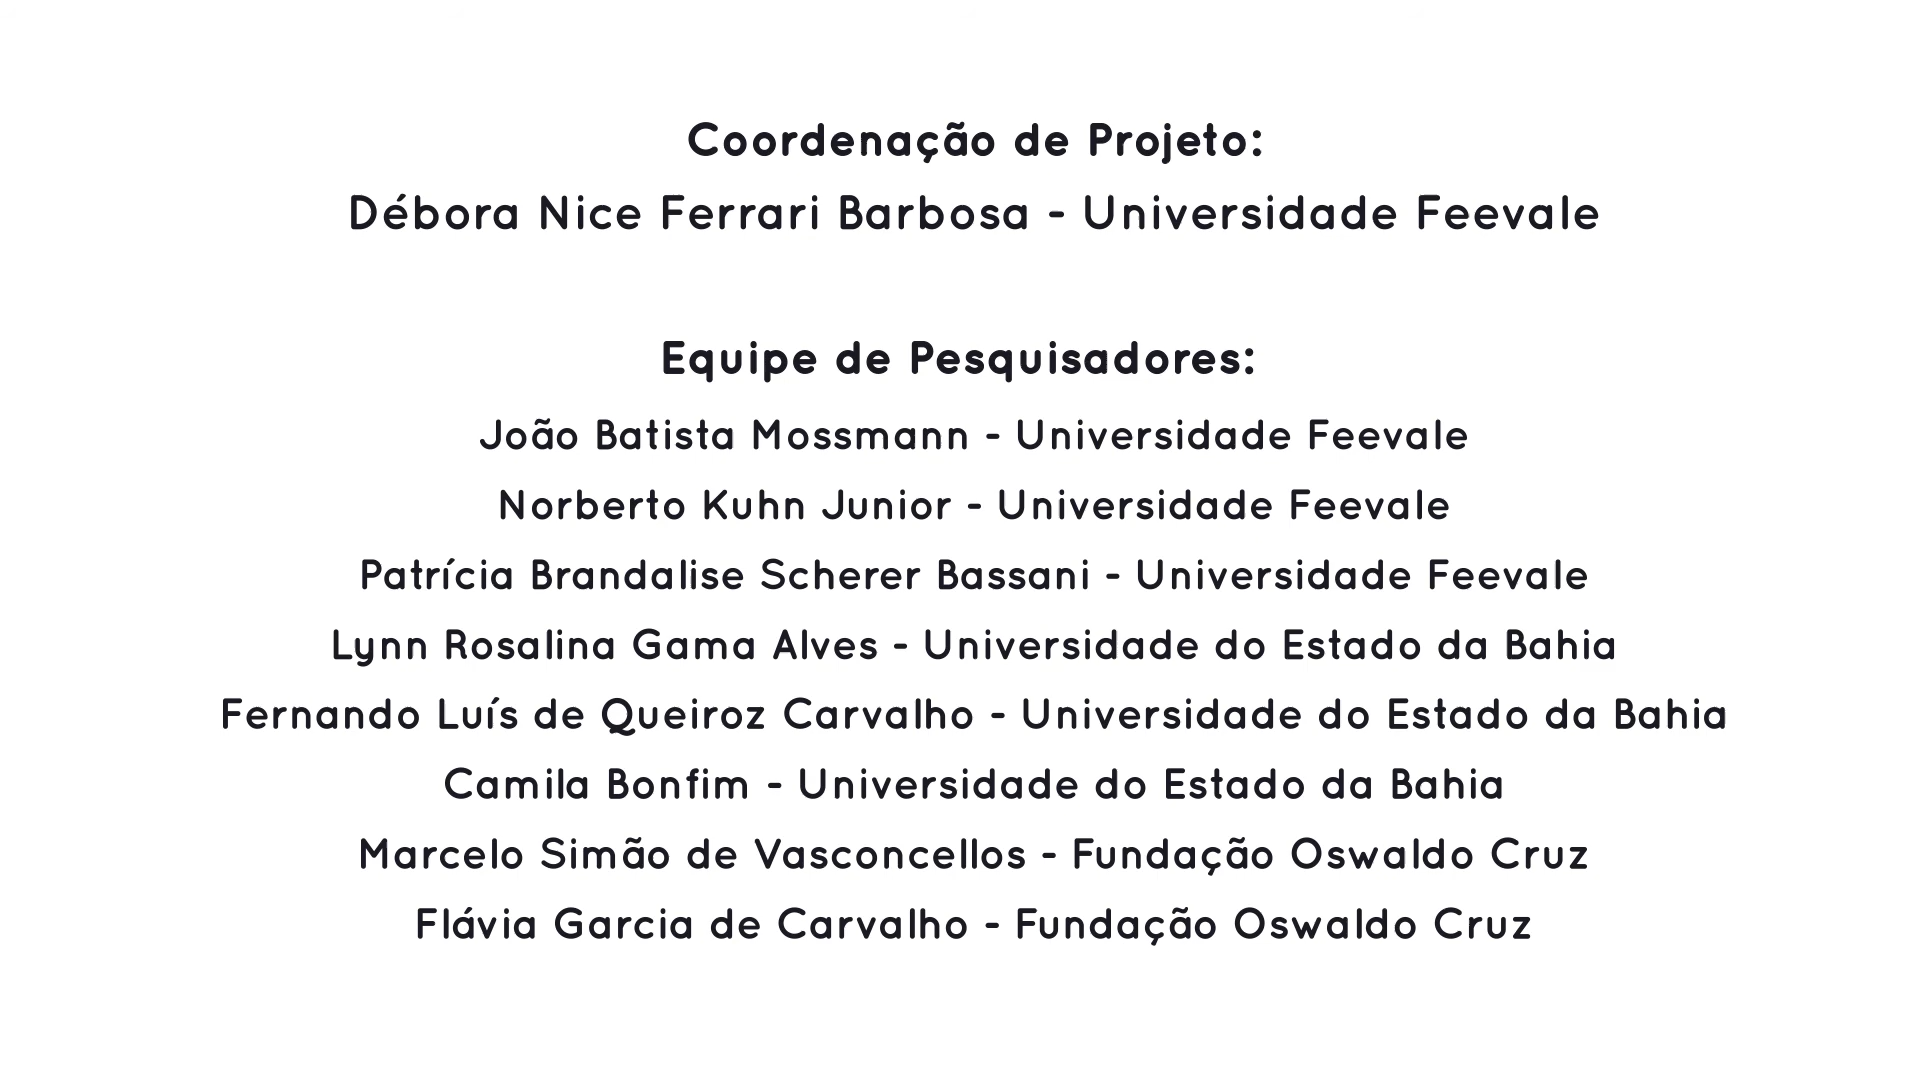 Coordenação de Projeto:
Débora Nice Ferrari Barbosa - Universidade Feevale
Equipe de Pesquisadores:
João Batista Mossmann - Universidade Feevale
Norberto Kuhn Junior - Universidade Feevale
Patrícia Brandalise Scherer Bassani - Universidade Feevale
Lynn Rosalina Gama Alves - Universidade do Estado da Bahia
Fernando Luís de Queiroz Carvalho - Universidade do Estado da Bahia
Camila Bonfim - Universidade do Estado da Bahia
Marcelo Simão de Vasconcellos - Fundação Oswaldo Cruz
Flávia Garcia de Carvalho - Fundação Oswaldo Cruz